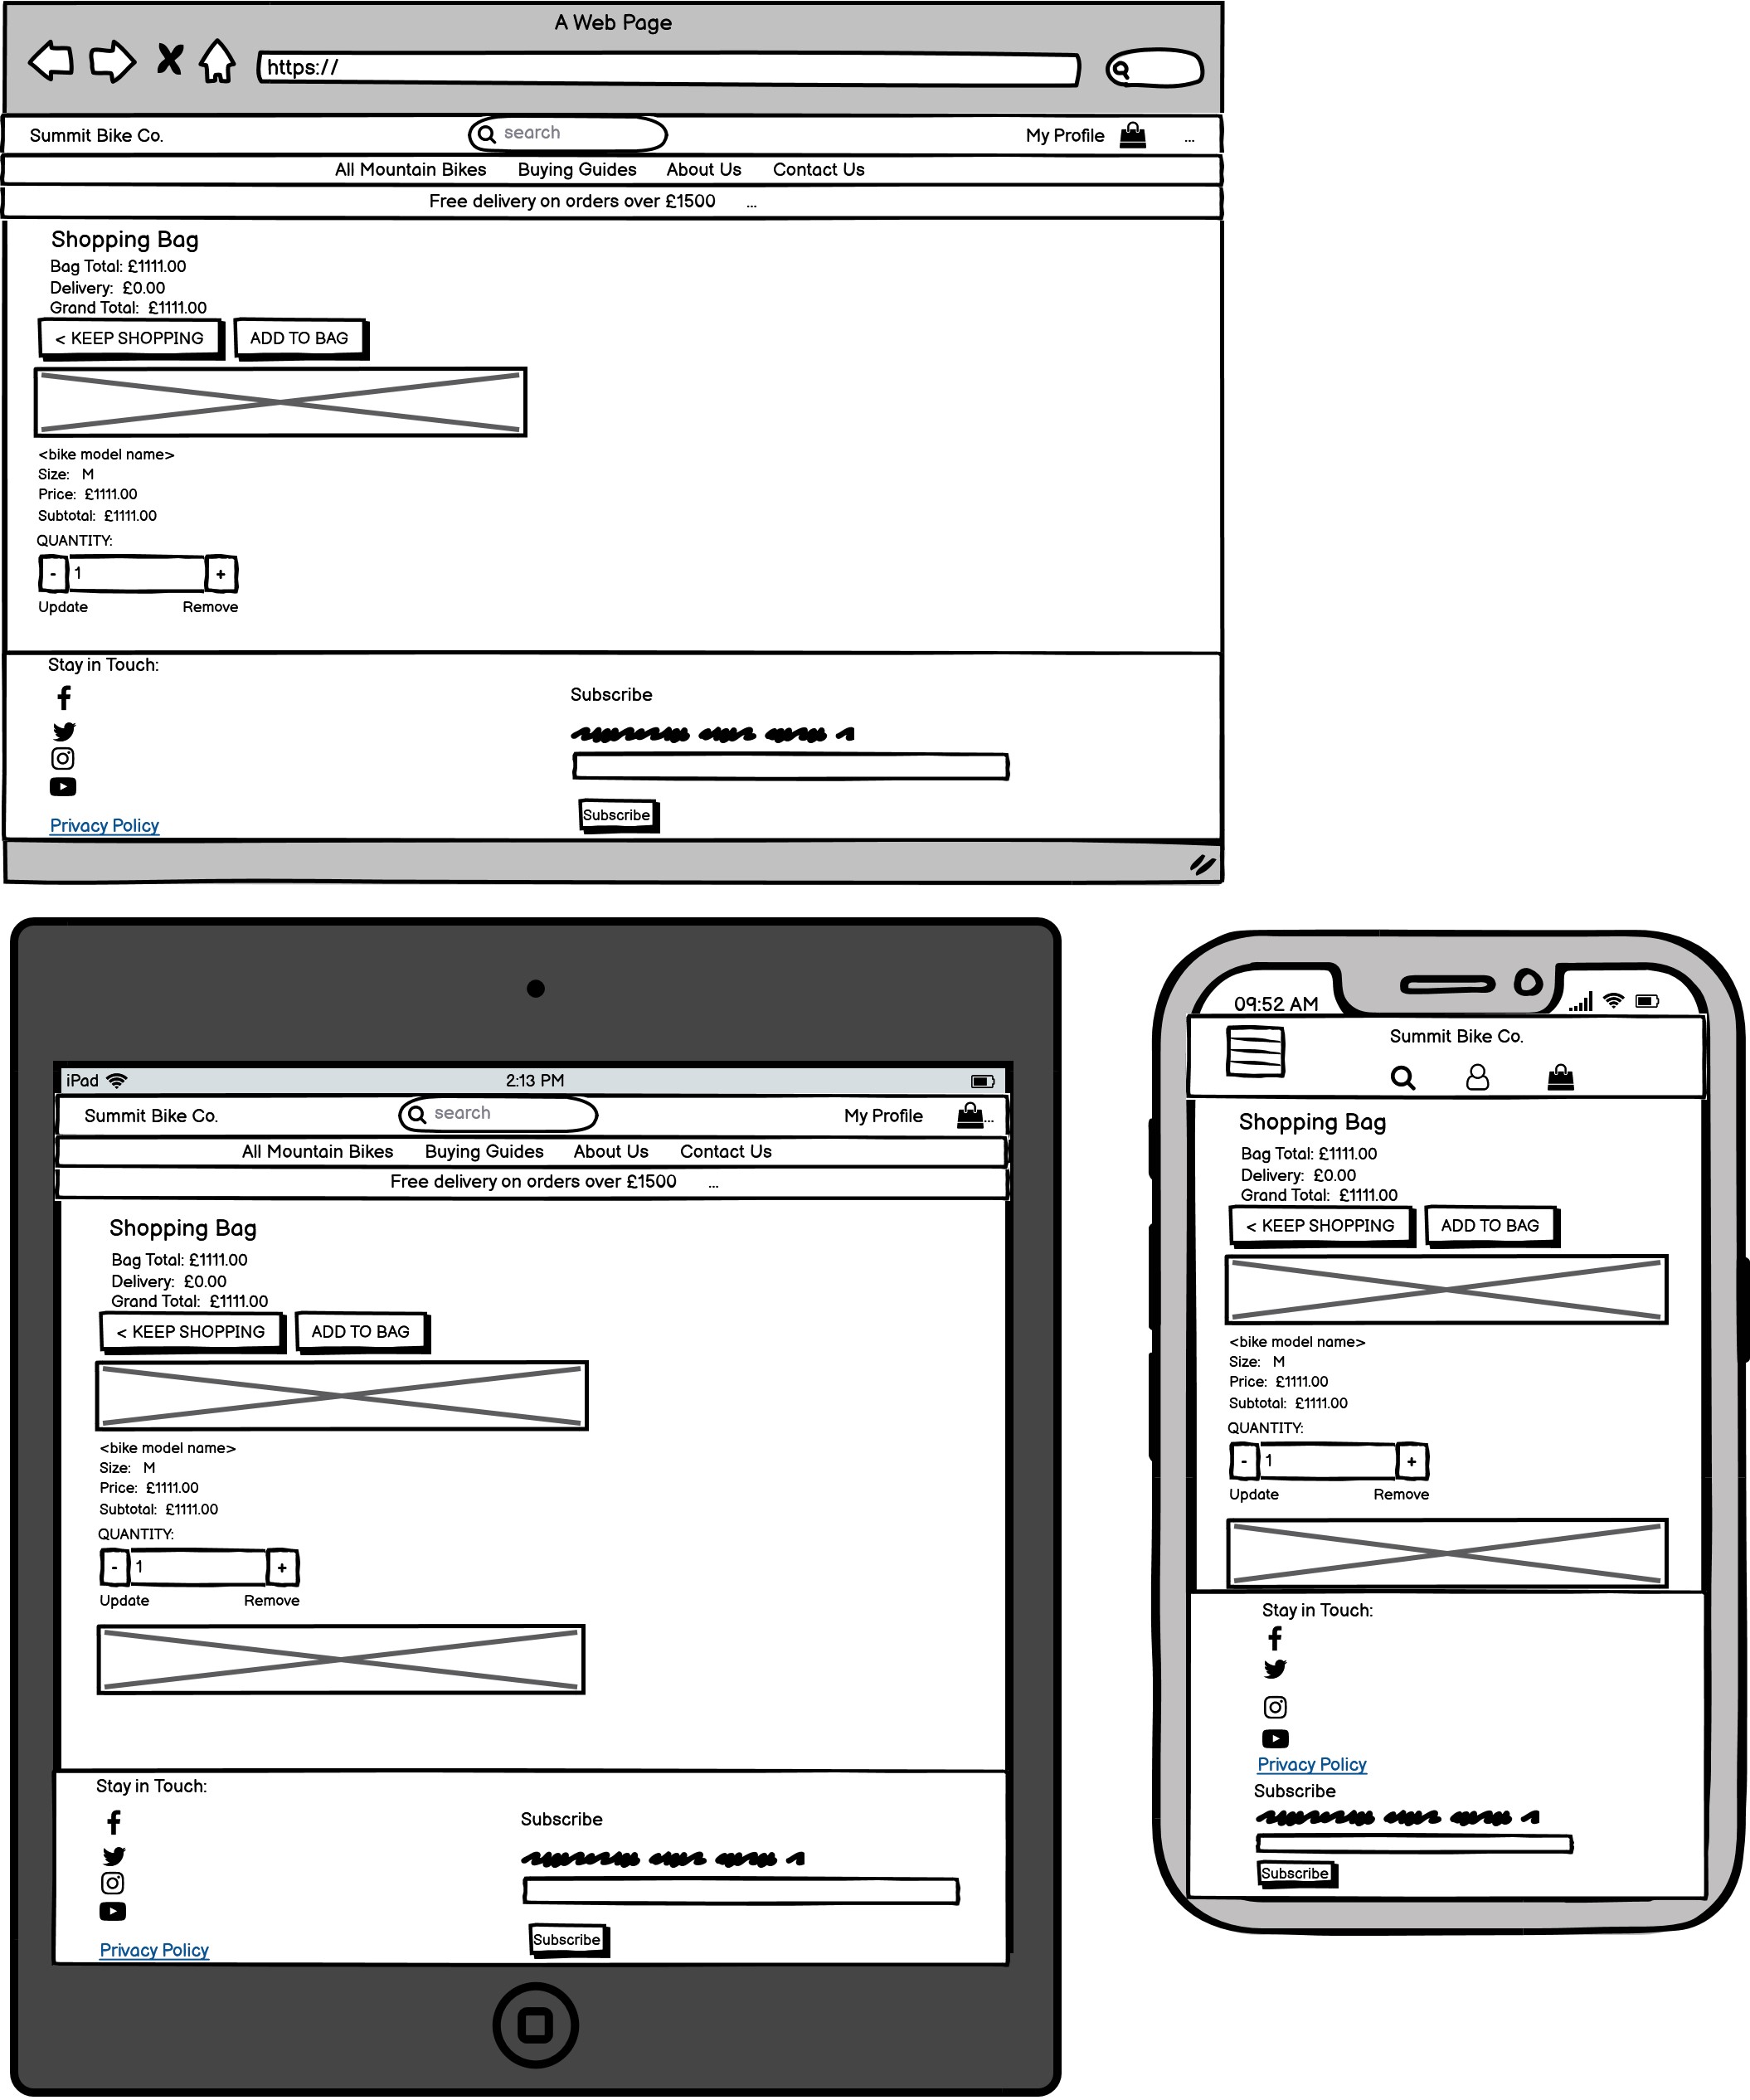 A Web Page
https://
Summit Bike Co. search My Profile ...
All Mountain Bikes Buying Guides About Us Contact Us
Free delivery on orders over £1500 ...
Shopping Bag
Bag Total: £1111.00
Delivery: £0.00
Grand Total: £1111.00
< KEEP SHOPPING ADD TO BAG
<bike model name>
Size: M
Price: £1111.00
Subtotal: £1111.00
QUANTITY:
- 1 +
Update Remove
Stay in Touch:
Subscribe
Subscribe
Privacy Policy
iPad 2:13 PM
Summit Bike Co. search My Profile ...
All Mountain Bikes Buying Guides About Us Contact Us
Free delivery on orders over £1500 ...
Shopping Bag
Bag Total: £1111.00
Delivery: £0.00
Grand Total: £1111.00
< KEEP SHOPPING ADD TO BAG
<bike model name>
Size: M
Price: £1111.00
Subtotal: £1111.00
QUANTITY:
- 1 +
Update Remove
Stay in Touch:
Subscribe
Subscribe
Privacy Policy
09:52 AM
Summit Bike Co.
Shopping Bag
Bag Total: £1111.00
Delivery: £0.00
Grand Total: £1111.00
< KEEP SHOPPING ADD TO BAG
<bike model name>
Size: M
Price: £1111.00
Subtotal: £1111.00
QUANTITY:
- 1 +
Update Remove
Stay in Touch:
Privacy Policy
Subscribe
Subscribe